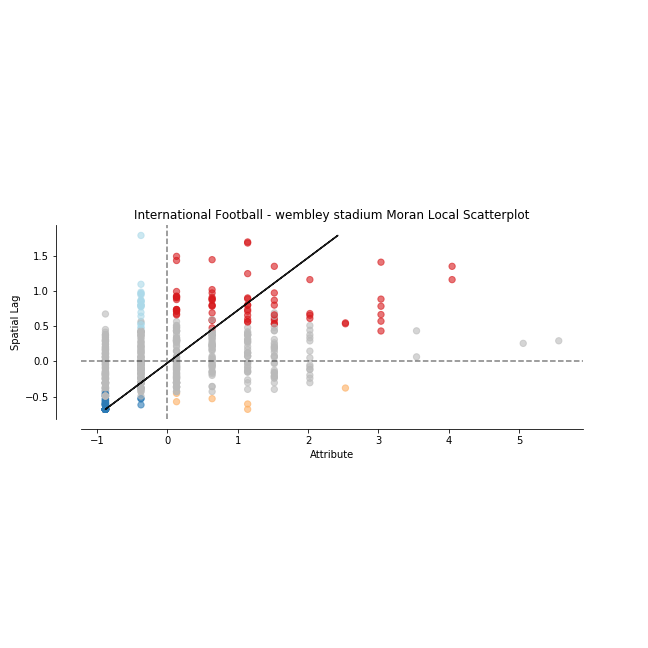 International Football - wembley stadium Moran Local Scatterplot
Spatial Lag
1.5
1.0
0.5
0.0
−0.5
−1 0 1 2 3 4 5
Attribute